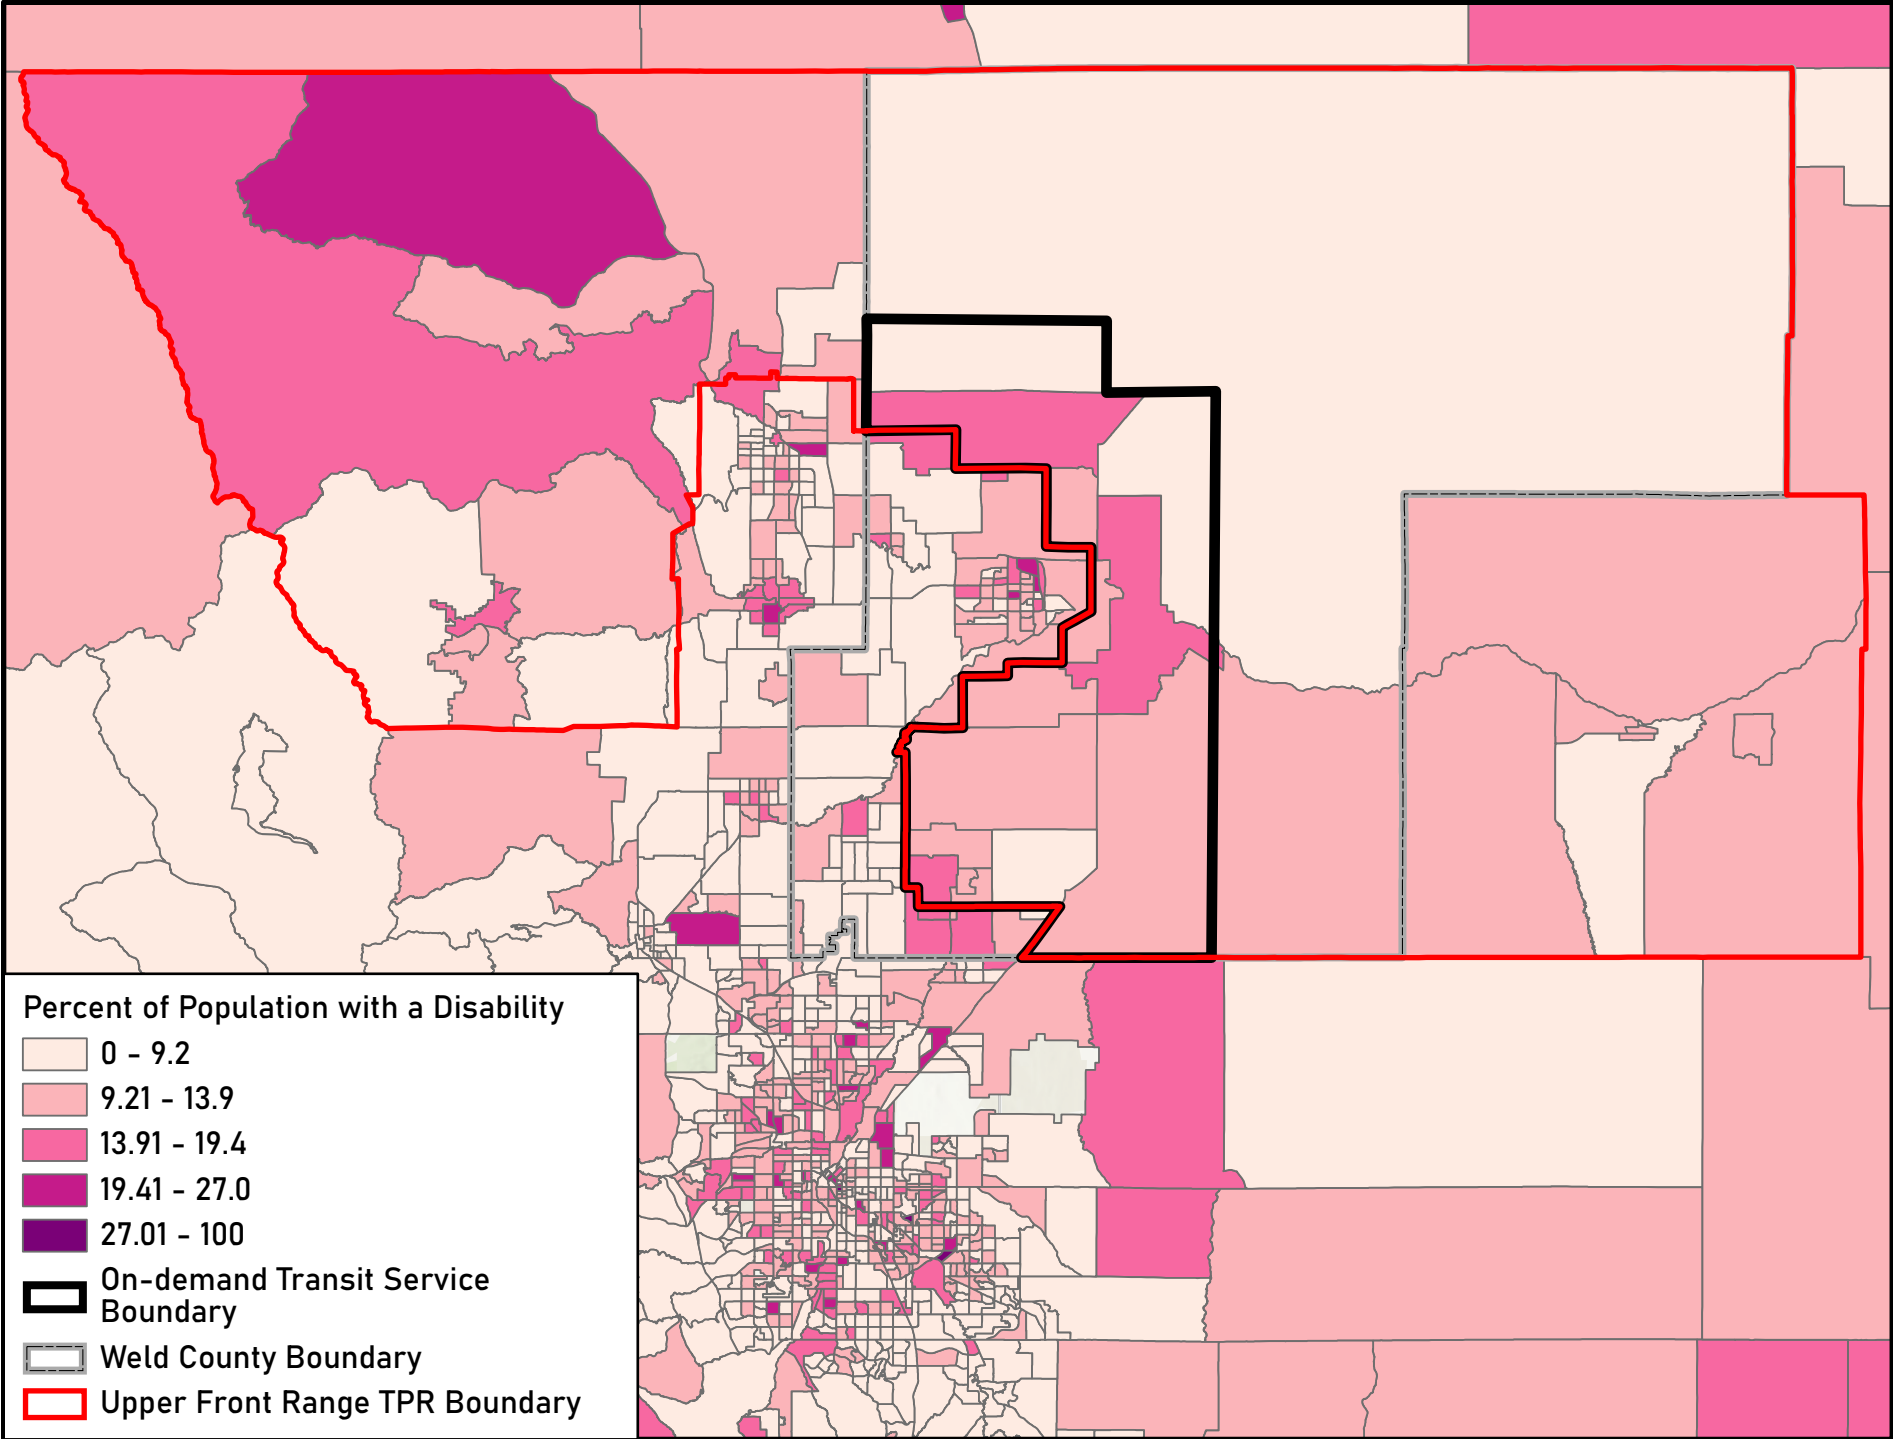 Percent of Population with a Disability
0 - 9.2
9.21 - 13.9
13.91 - 19.4
19.41 - 27.0
27.01 - 100
On-demand Transit Service
Boundary
Weld County Boundary
Upper Front Range TPR Boundary